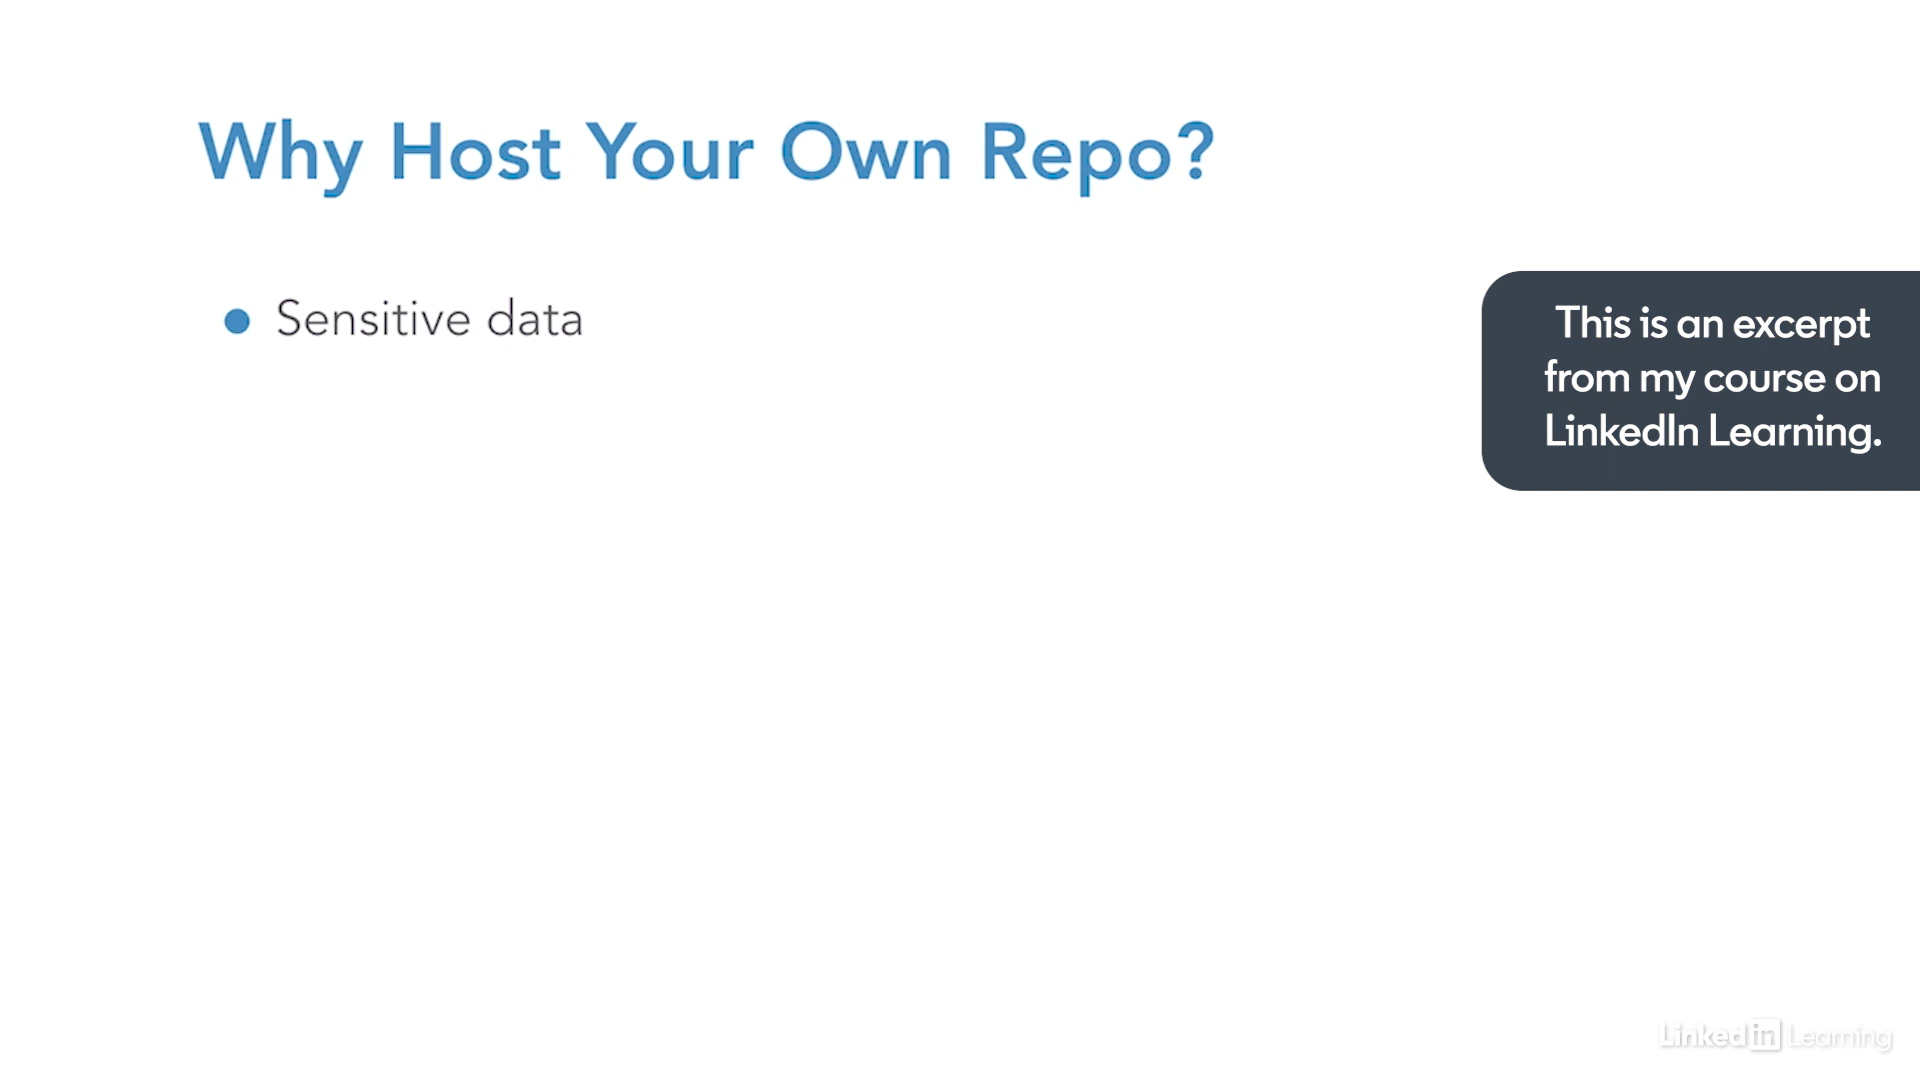 Why Host Your Own Repo?
Sensitive data
This is an excerpt
from my course on
LinkedIn Learning.
Linkedin Learning